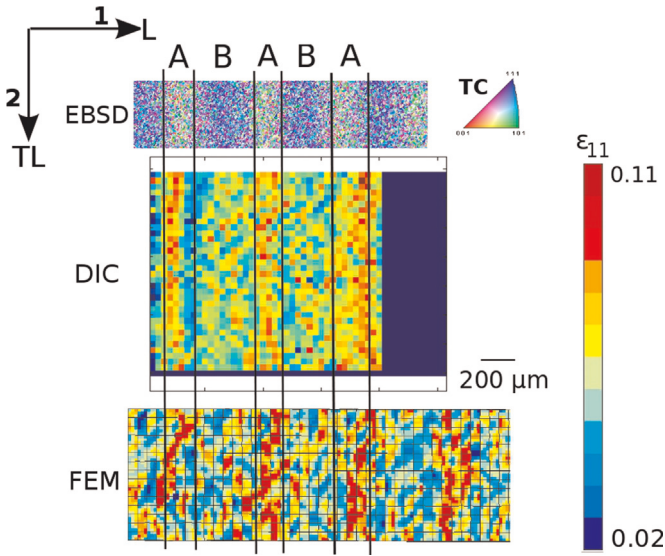 1
L
A B A B A
2
TL
EBSD
TC
111
001 101
ε11
0.11
DIC
200 μm
FEM
0.02